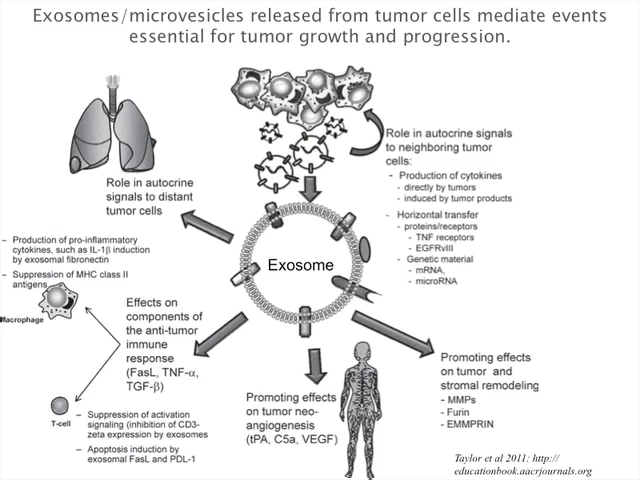 Exosomes/microvesicles released from tumor cells mediate events
essential for tumor growth and progression.
Role in autocrine signals
to neighboring tumor
cells:
- Production of cytokines
- directly by tumors
- induced by tumor products
- Horizontal transfer
- proteins/receptors
- TNF receptors
- EGFRvIII
- Genetic material
- mRNA,
- microRNA
Role in autocrine
signals to distant
tumor cells
Exosome
– Production of pro-inflammatory
cytokines, such as IL-1β induction
by exosomal fibronectin
– Suppression of MHC class II
antigens
Macrophage
Effects on
components of
the anti-tumor
immune
response
(FasL, TNF-α,
TGF-β)
T-cell
– Suppression of activation
signaling (inhibition of CD3-
zeta expression by exosomes
– Apoptosis induction by
exosomal FasL and PDL-1
Promoting effects
on tumor neo-
angiogenesis
(tPA, C5a, VEGF)
Promoting effects
on tumor and
stromal remodeling
- MMPs
- Furin
- EMMPRIN
Taylor et al 2011: http://
educationbook.aacrjournals.org